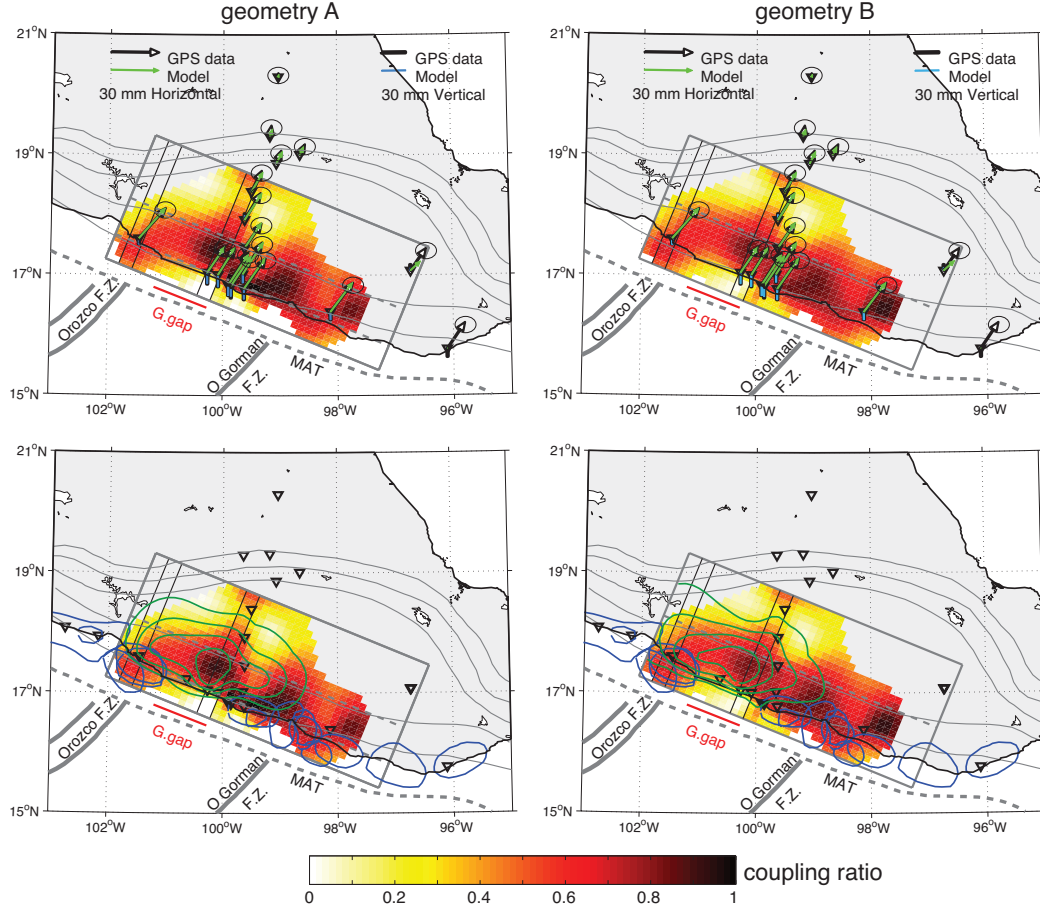 geometry A
geometry B
21°N
GPS data
Model
30 mm Horizontal
GPS data
Model
30 mm Vertical
19°N
17°N
15°N
Orozco F.Z.
G.gap
O Gorman
F.Z.
MAT
102°W
100°W
98°W
96°W
21°N
GPS data
Model
30 mm Horizontal
GPS data
Model
30 mm Vertical
19°N
17°N
15°N
Orozco F.Z.
G.gap
O Gorman
F.Z.
MAT
102°W
100°W
98°W
96°W
21°N
19°N
17°N
15°N
Orozco F.Z.
G.gap
O Gorman
F.Z.
MAT
102°W
100°W
98°W
96°W
21°N
19°N
17°N
15°N
Orozco F.Z.
G.gap
O Gorman
F.Z.
MAT
102°W
100°W
98°W
96°W
coupling ratio
0 0.2 0.4 0.6 0.8 1